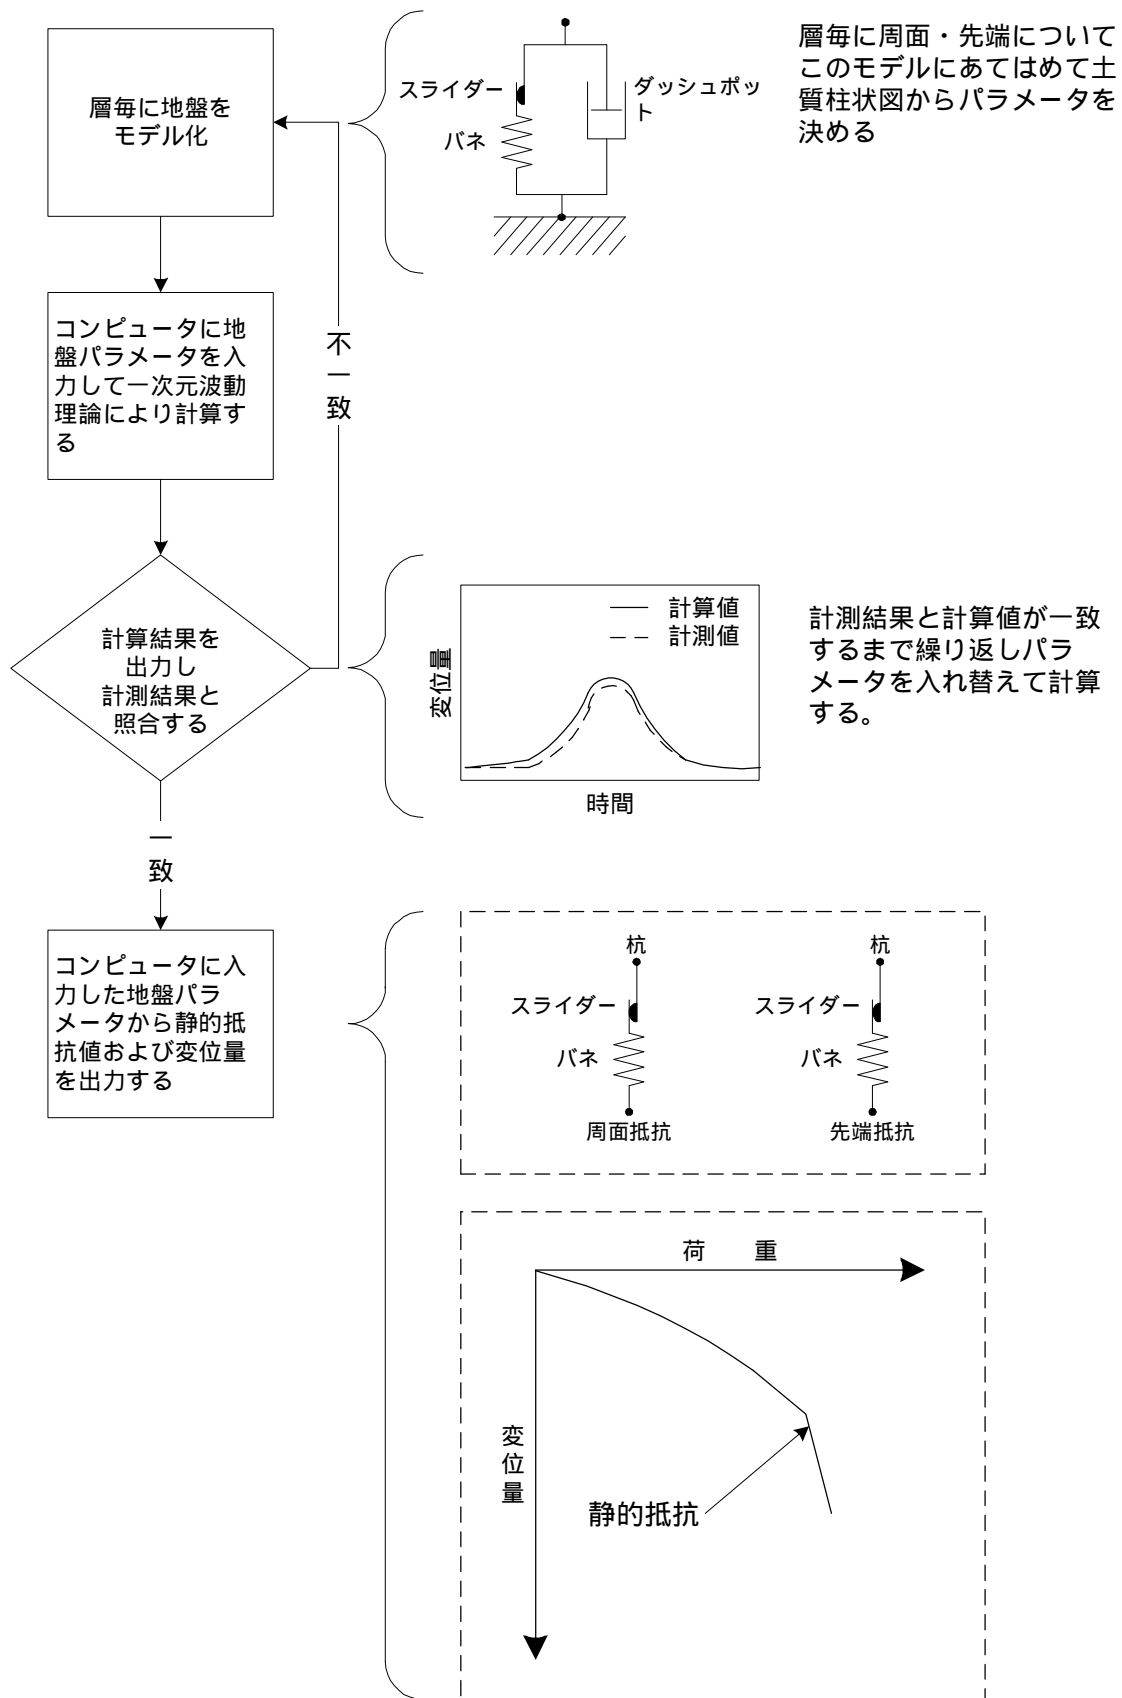 層毎に地盤を
モデル化
スライダー
バネ
ダッシュポッ
ト
層毎に周面・先端について
このモデルにあてはめて土
質柱状図からパラメータを
決める
コンピュータに地
盤パラメータを入
力して一次元波動
理論により計算す
る
不一致
計算結果を
出力し
計測結果と
照合する
計算値
計測値
変位量
時間
計測結果と計算値が一致
するまで繰り返しパラ
メータを入れ替えて計算
する。
一致
コンピュータに入
力した地盤パラ
メータから静的抵
抗値および変位量
を出力する
杭
スライダー
バネ
周面抵抗
杭
スライダー
バネ
先端抵抗
荷 重
変位量
静的抵抗